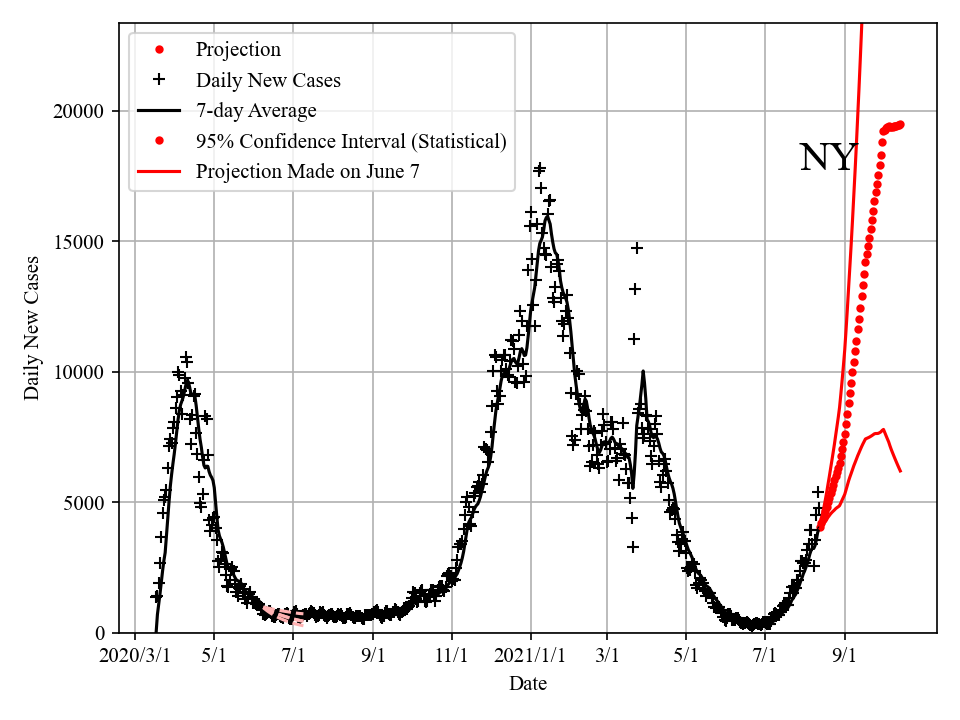 Projection
Daily New Cases
7-day Average
95% Confidence Interval (Statistical)
Projection Made on June 7
NY
20000
15000
10000
5000
0
Daily New Cases
2020/3/1 5/1 7/1 9/1 11/1 2021/1/1 3/1 5/1 7/1 9/1
Date